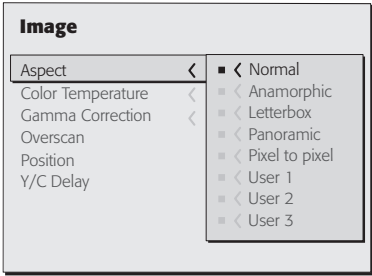 Image
Aspect
Color Temperature
Gamma Correction
Overscan
Position
Y/C Delay
Normal
Anamorphic
Letterbox
Panoramic
Pixel to pixel
User 1
User 2
User 3